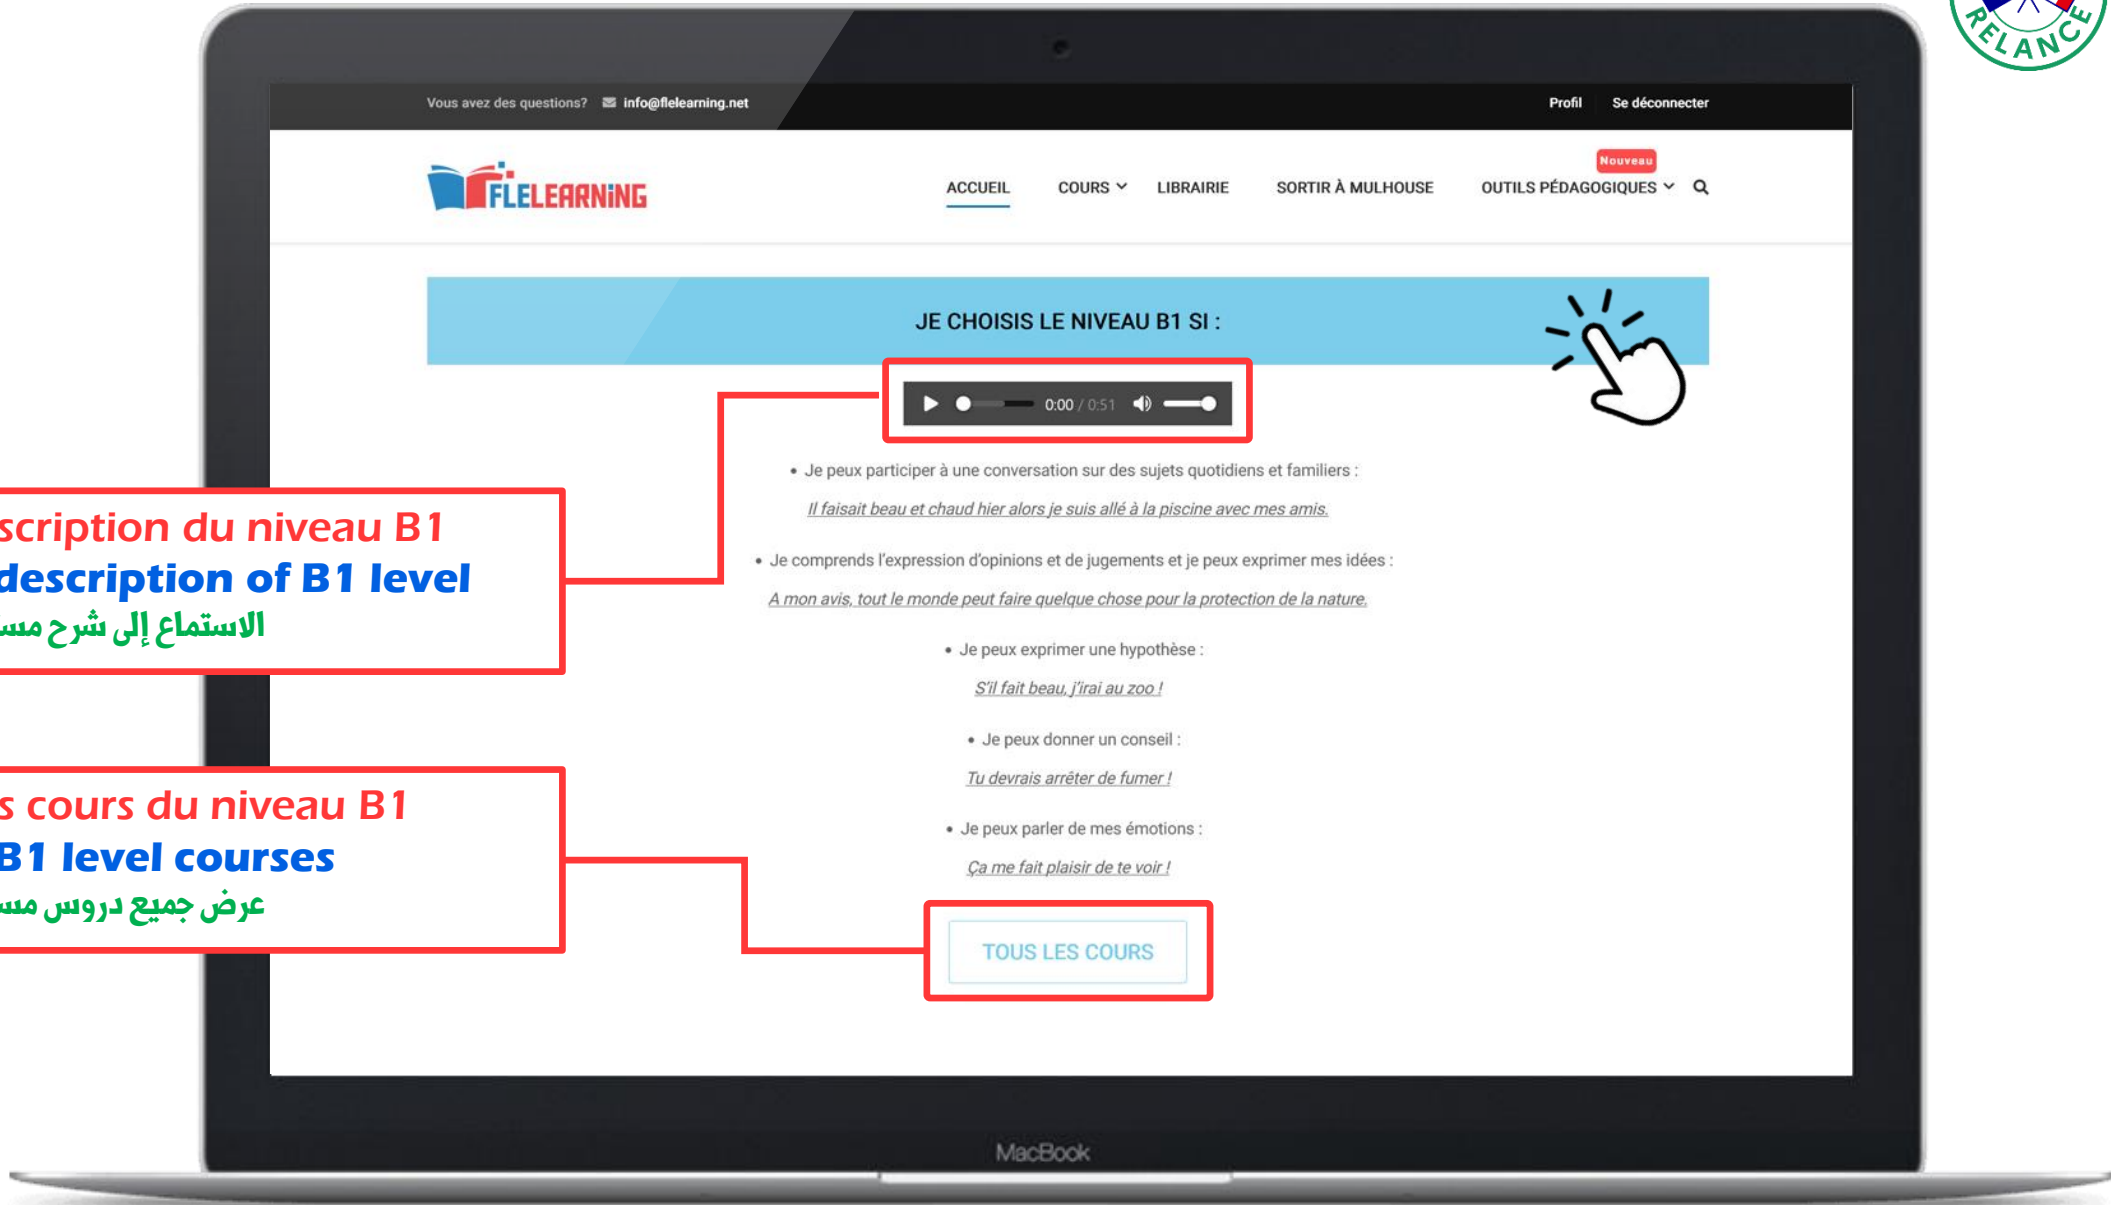 RELANCE
Vous avez des questions? info@flelearning.net Profil Se déconnecter
FLELEARNiNG
Nouveau
ACCUEIL COURS LIBRAIRIE SORTIR À MULHOUSE OUTILS PÉDAGOGIQUES
JE CHOISIS LE NIVEAU B1 SI :
0:00 / 0:51
• Je peux participer à une conversation sur des sujets quotidiens et familiers :
Il faisait beau et chaud hier alors je suis allé à la piscine avec mes amis.
• Je comprends l'expression d'opinions et de jugements et je peux exprimer mes idées :
A mon avis, tout le monde peut faire quelque chose pour la protection de la nature.
• Je peux exprimer une hypothèse :
S'il fait beau, j'irai au zoo !
• Je peux donner un conseil :
Tu devrais arrêter de fumer !
• Je peux parler de mes émotions :
Ça me fait plaisir de te voir !
TOUS LES COURS
scription du niveau B1
description of B1 level
الاستماع إلى شرح
s cours du niveau B1
B1 level courses
عرض جميع دروس
MacBook